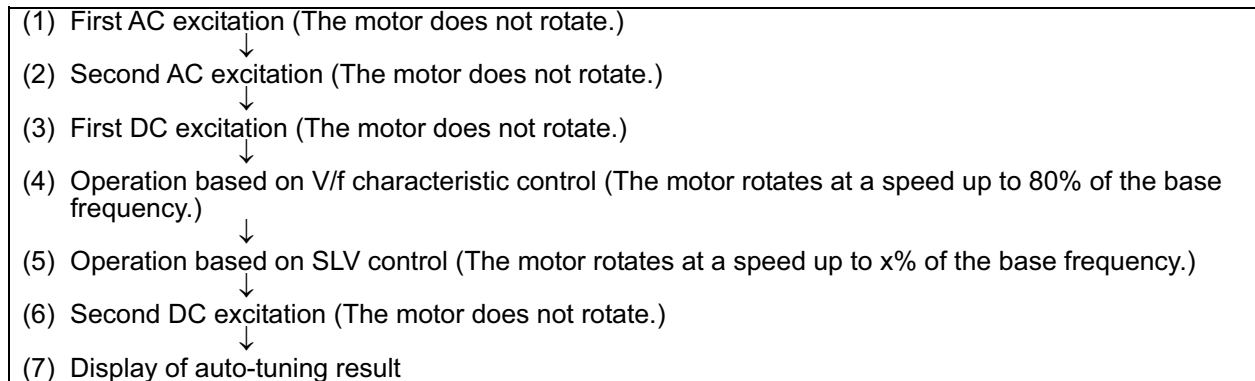 (1) First AC excitation (The motor does not rotate.)
↓
(2) Second AC excitation (The motor does not rotate.)
↓
(3) First DC excitation (The motor does not rotate.)
↓
(4) Operation based on V/f characteristic control (The motor rotates at a speed up to 80% of the base
frequency.)
↓
(5) Operation based on SLV control (The motor rotates at a speed up to x% of the base frequency.)
↓
(6) Second DC excitation (The motor does not rotate.)
↓
(7) Display of auto-tuning result